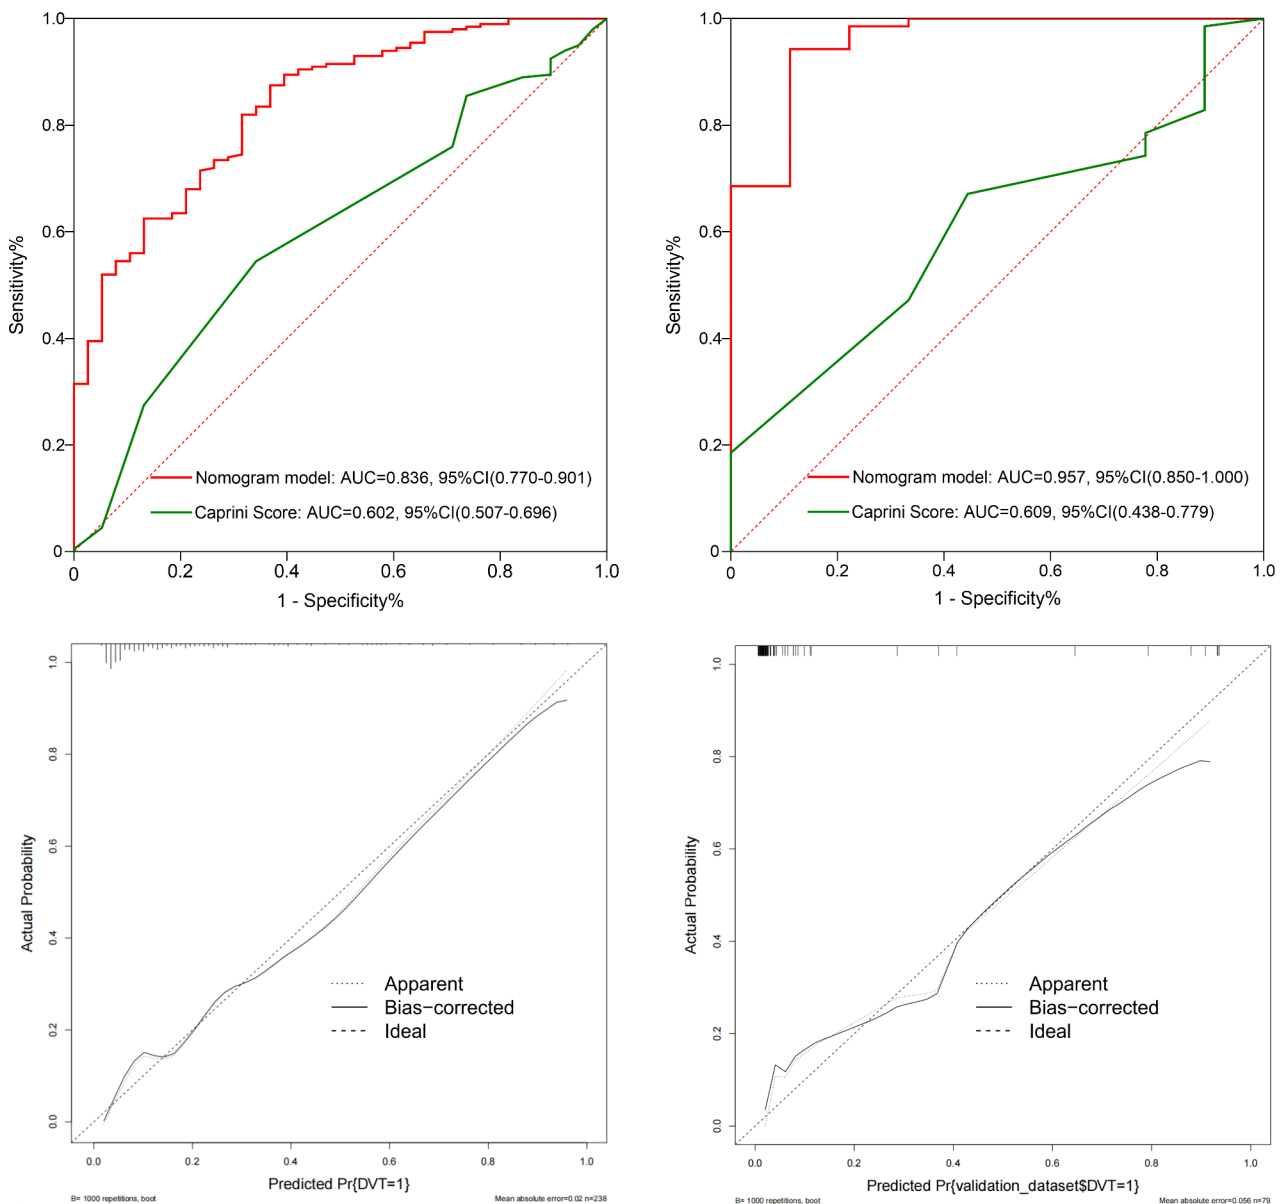 1.0
0.8
0.6
0.4
0.2
0
Sensitivity%
Nomogram model: AUC=0.836, 95%CI(0.770-0.901)
Caprini Score: AUC=0.602, 95%CI(0.507-0.696)
0 0.2 0.4 0.6 0.8 1.0
1 - Specificity%
1.0
0.8
0.6
0.4
0.2
0
Sensitivity%
Nomogram model: AUC=0.957, 95%CI(0.850-1.000)
Caprini Score: AUC=0.609, 95%CI(0.438-0.779)
0 0.2 0.4 0.6 0.8 1.0
1 - Specificity%
1.0
0.8
0.6
0.4
0.2
0.0
Actual Probability
Apparent
Bias-corrected
Ideal
0.0 0.2 0.4 0.6 0.8 1.0
Predicted Pr{DVT=1}
B= 1000 repetitions, boot
Mean absolute error=0.02 n=238
1.0
0.8
0.6
0.4
0.2
0.0
Actual Probability
Apparent
Bias-corrected
Ideal
0.0 0.2 0.4 0.6 0.8 1.0
Predicted Pr{validation_dataset$DVT=1}
B= 1000 repetitions, boot
Mean absolute error=0.056 n=79